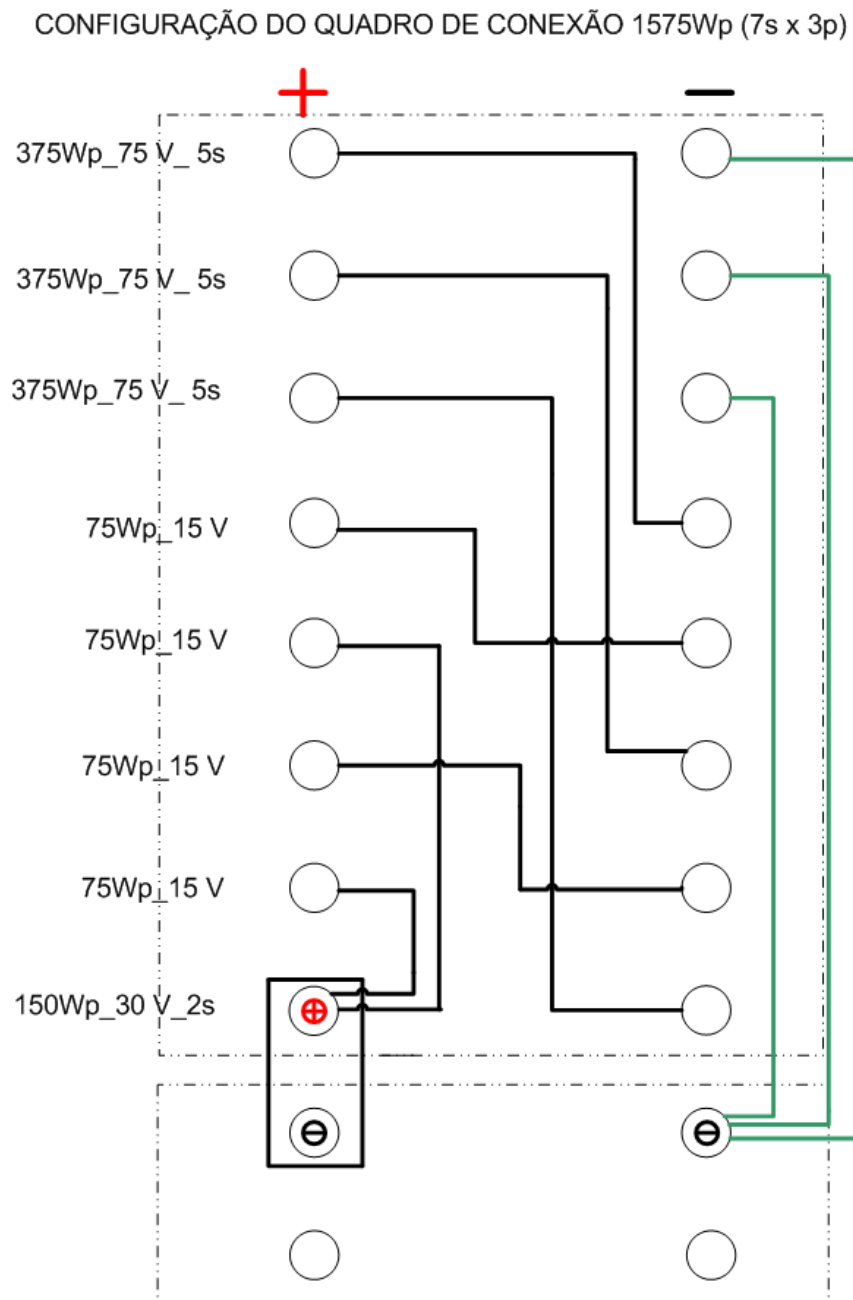 CONFIGURAÇÃO DO QUADRO DE CONEXÃO 1575Wp (7s x 3p)
+ −
375Wp_75 V_ 5s
375Wp_75 V_ 5s
375Wp_75 V_ 5s
75Wp_15 V
75Wp_15 V
75Wp_15 V
75Wp_15 V
150Wp_30 V_2s